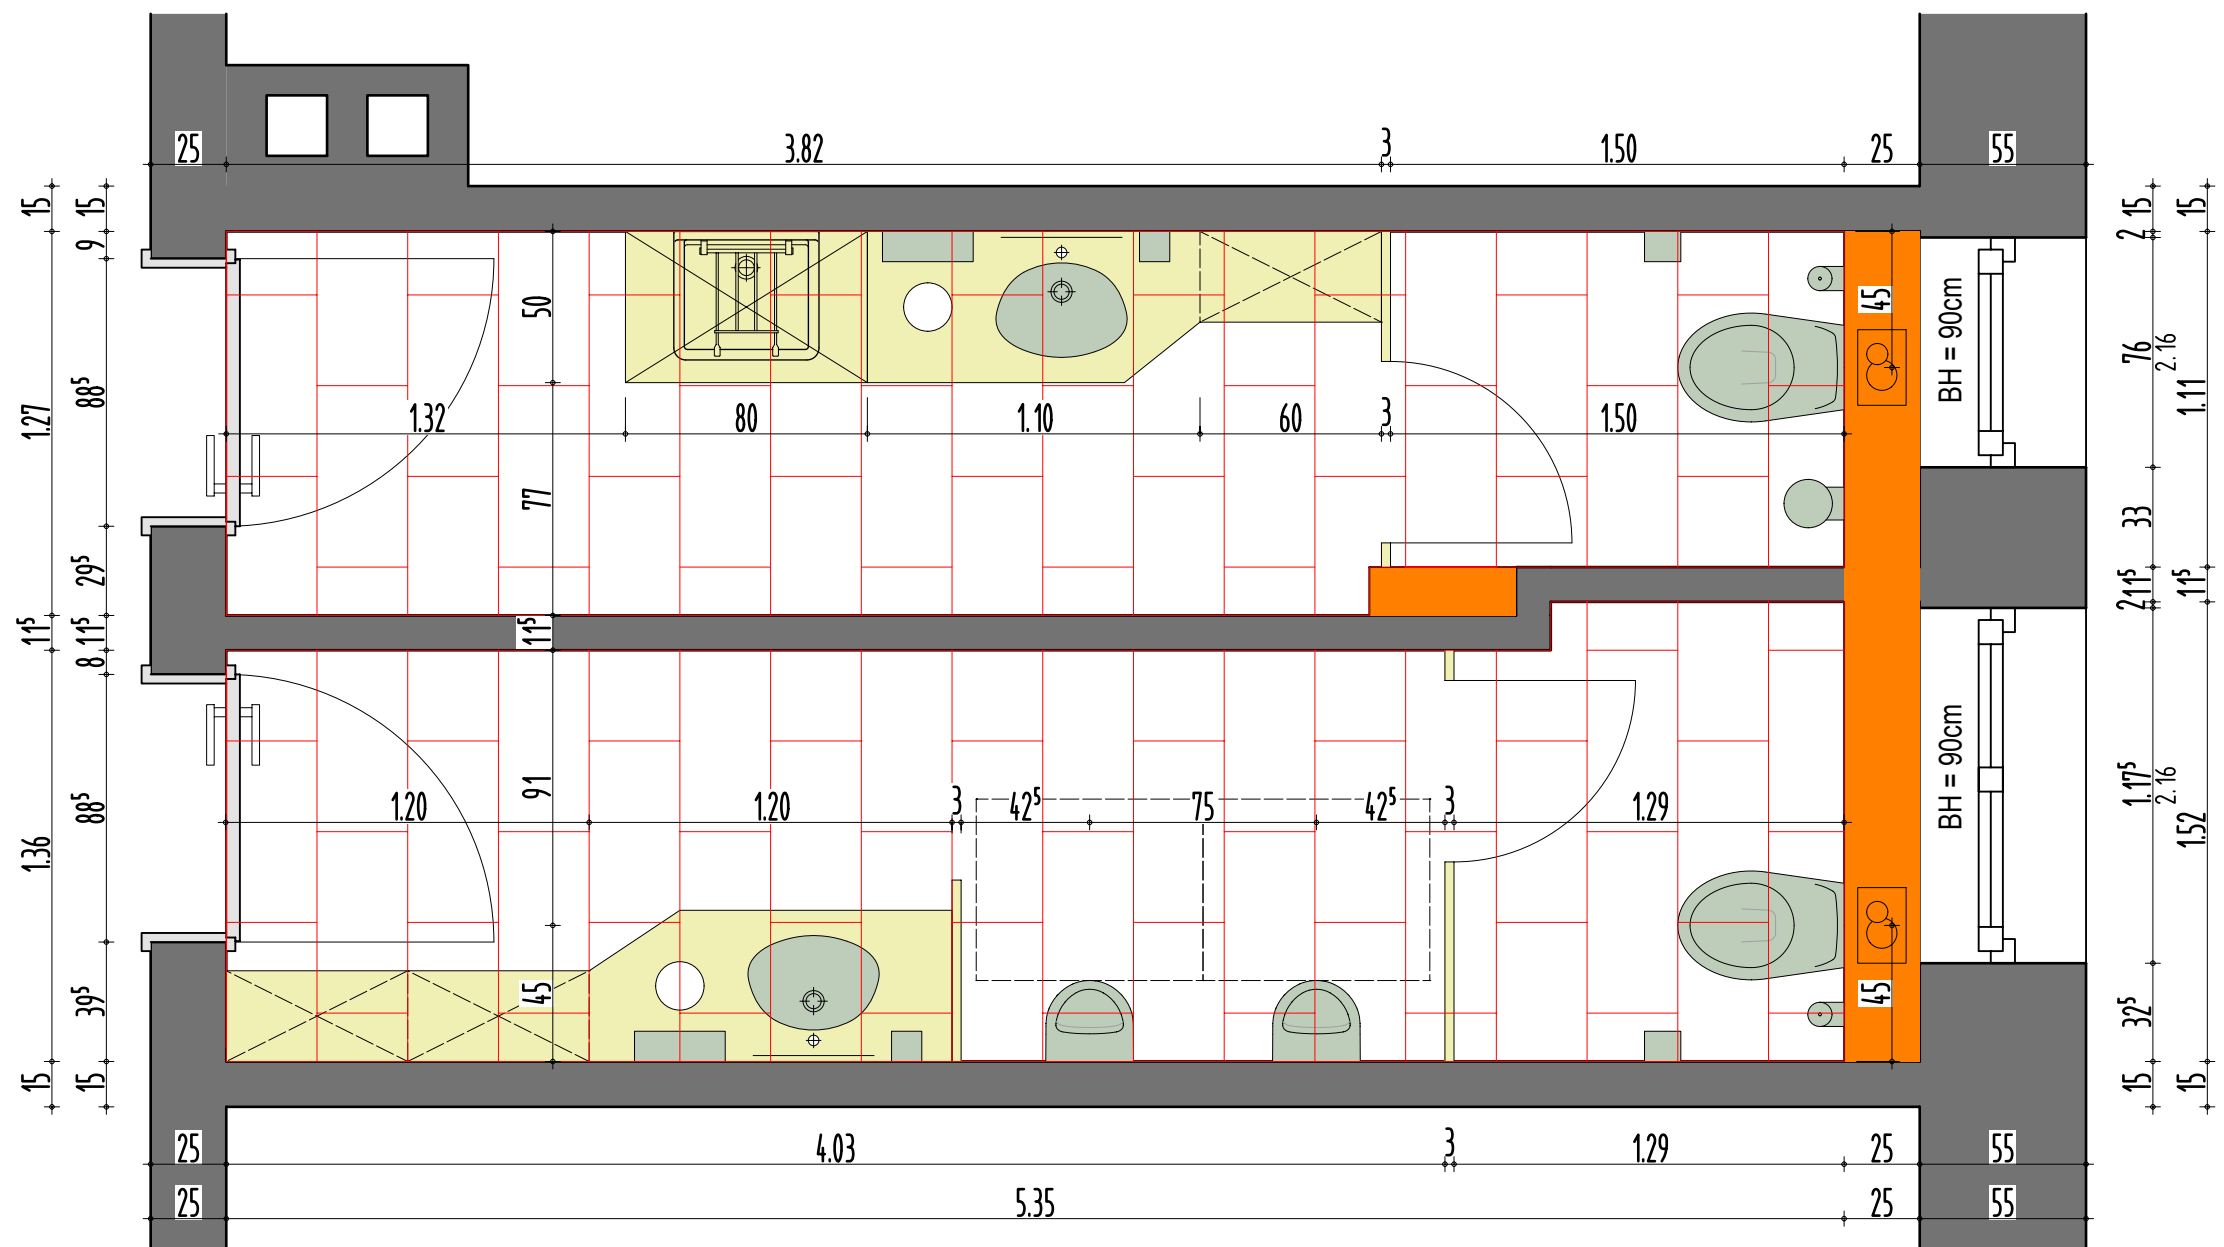 25 3.82 3 1.50 25 55
15 15 15 15
9 2
50 45 BH = 90cm 76 2.16
1.27 88⁵ 1.11
1.32 80 1.10 60 3 1.50
77 33
29⁵
11⁵ 11⁵ 11⁵ 11⁵ 11⁵
2 2
8
91 BH = 90cm 1.17⁵ 2.16
1.36 88⁵ 1.20 1.20 3 42⁵ 75 42⁵ 3 1.29 1.52
39⁵ 45 45 32⁵
15 15 15 15
25 4.03 3 1.29 25 55
25 5.35 25 55